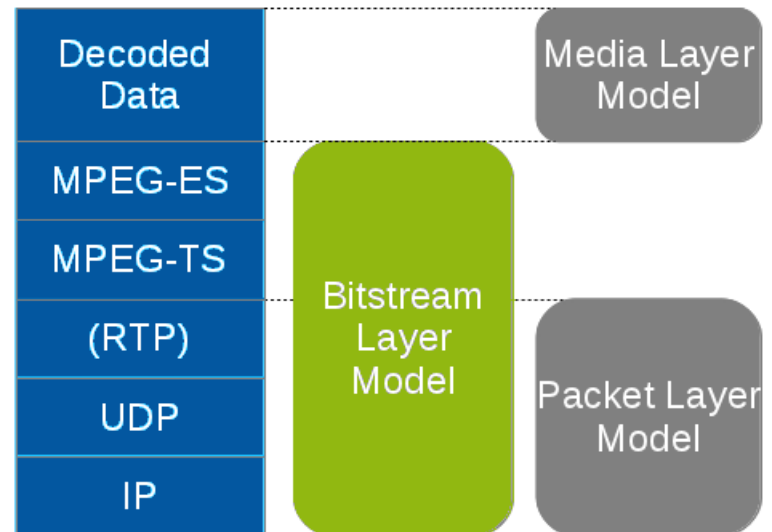 Decoded
Data
MPEG-ES
MPEG-TS
(RTP)
UDP
IP
Bitstream
Layer
Model
Media Layer
Model
Packet Layer
Model